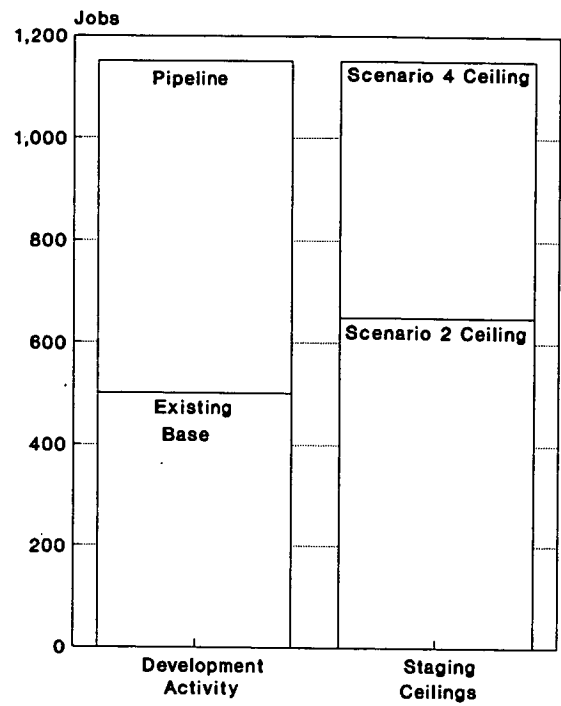 Jobs
1,200
Pipeline
Scenario 4 Ceiling
1,000
800
Scenario 2 Ceiling
600
Existing
Base
400
200
0
Development
Activity
Staging
Ceilings